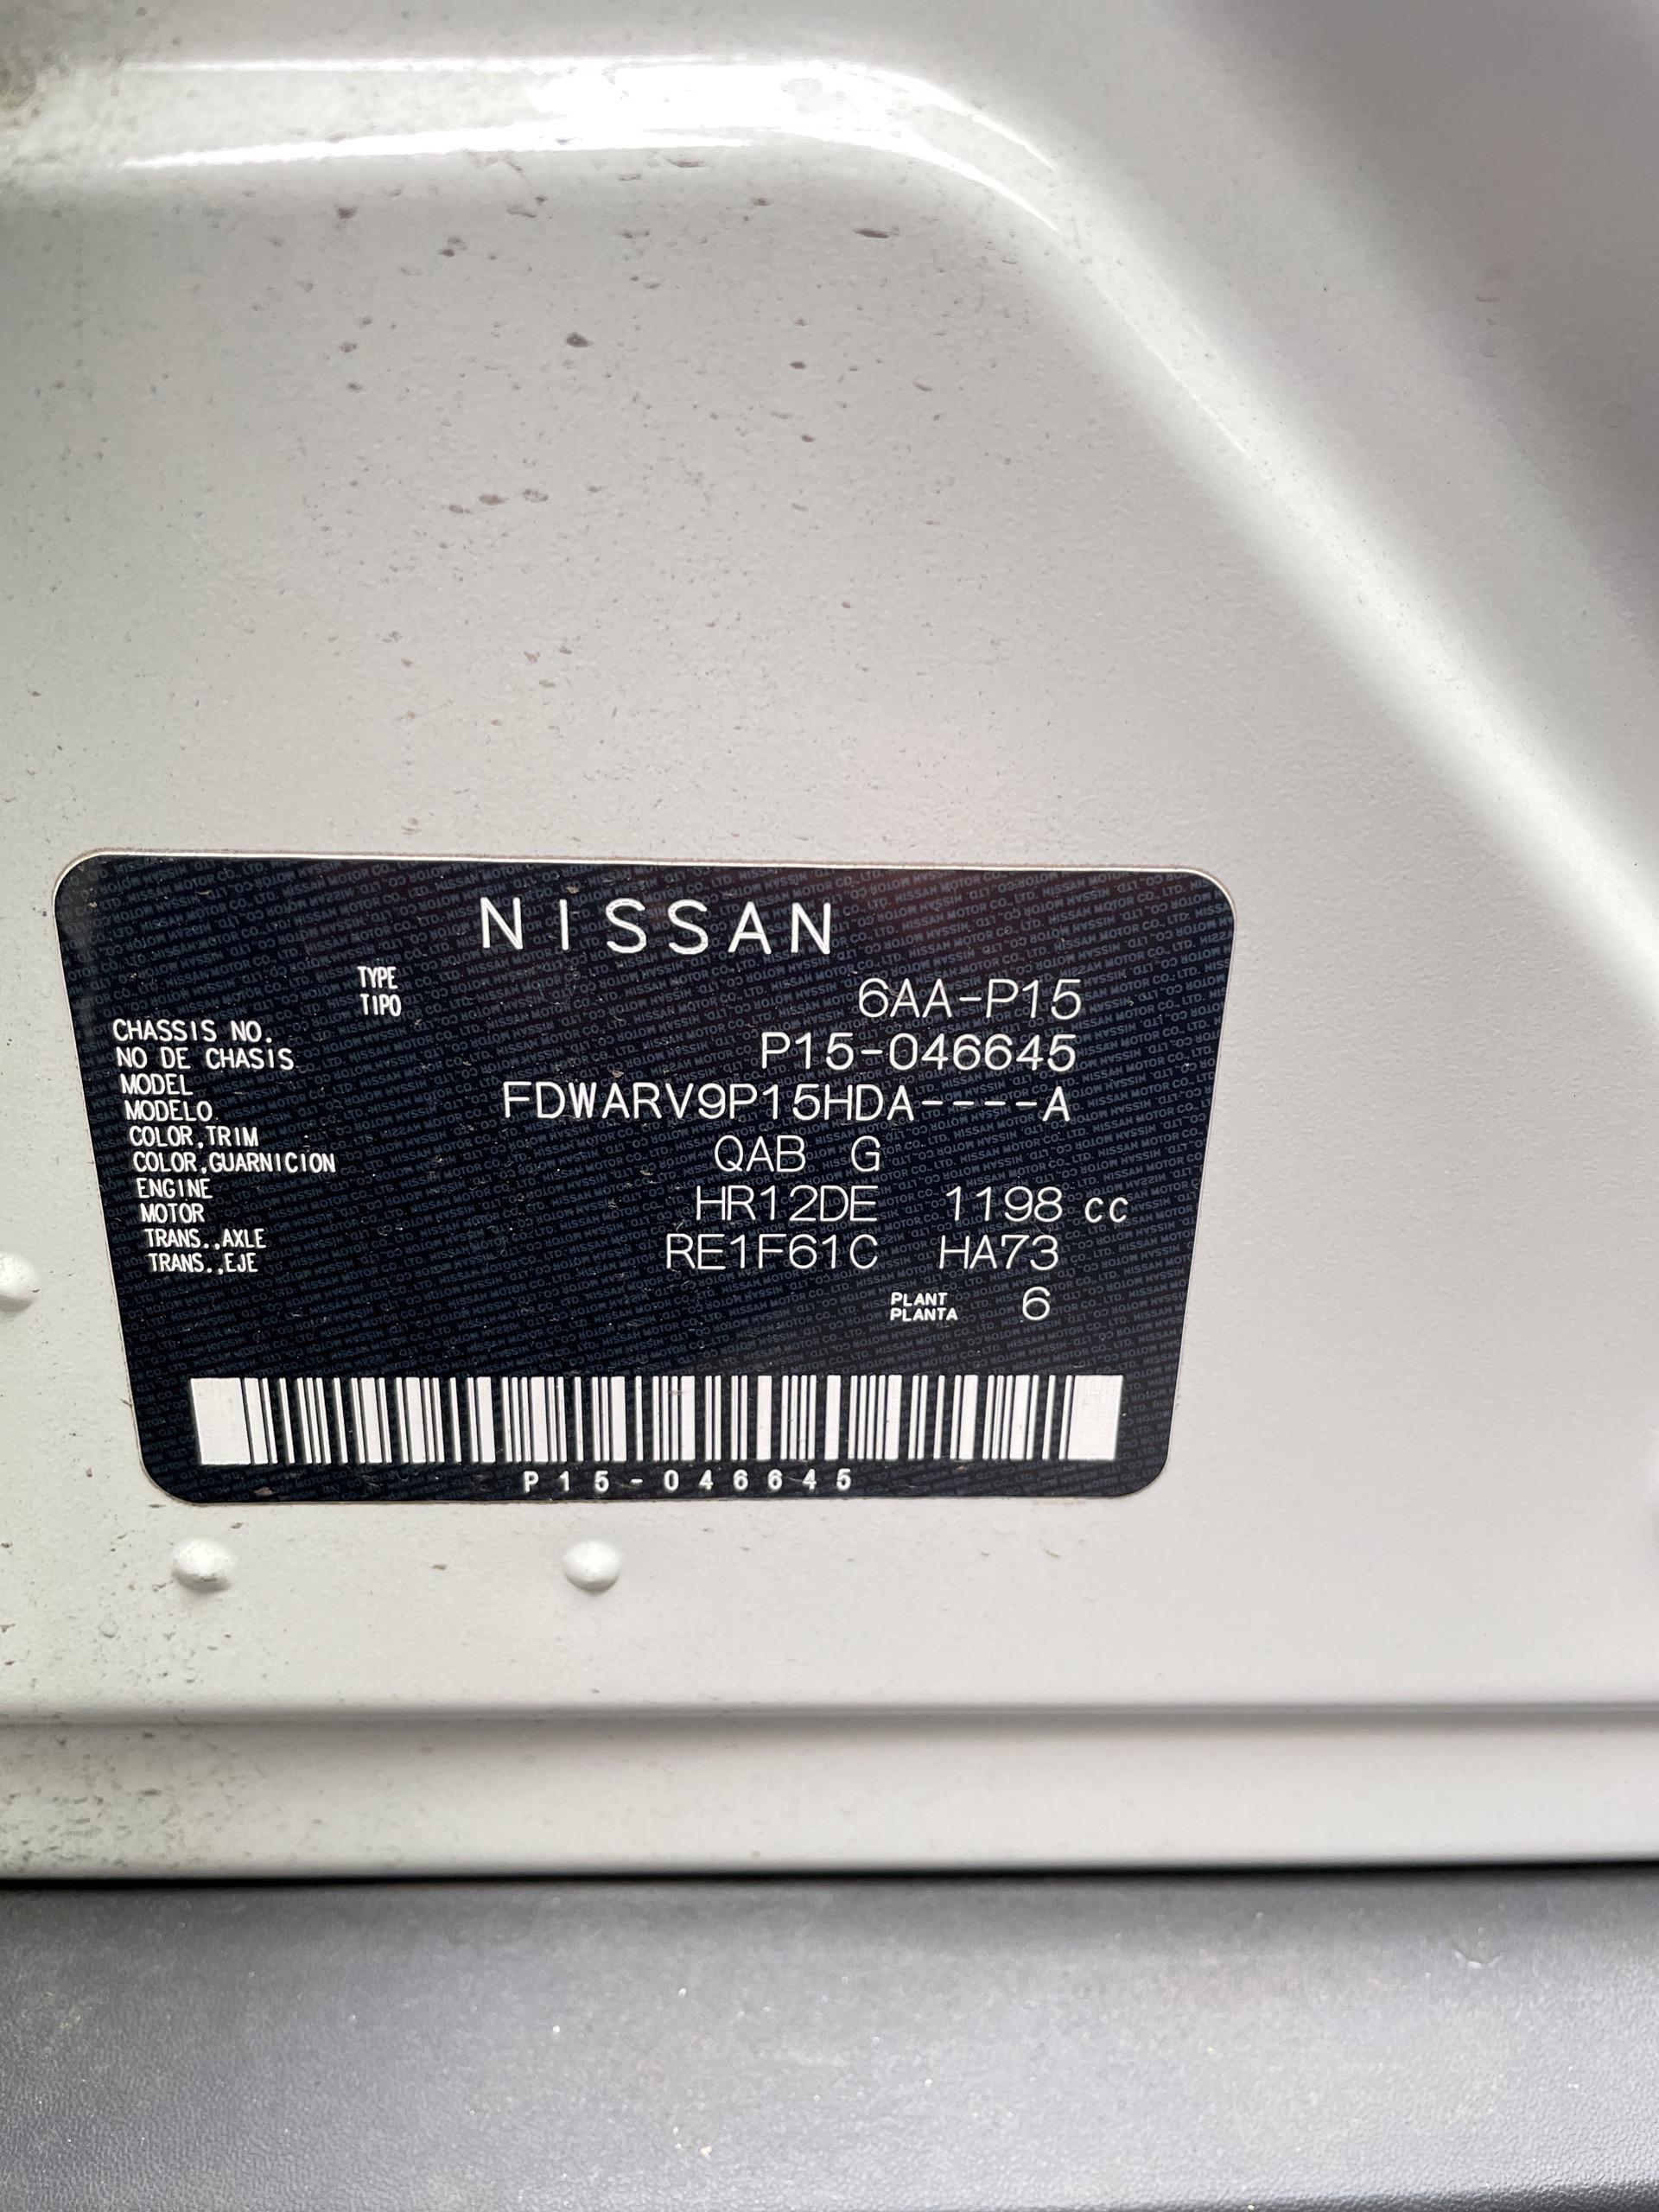 NISSAN
TYPE
TIPO 6AA-P15
CHASSIS NO.
NO DE CHASIS P15-046645
MODEL
MODELO FDWARV9P15HDA----A
COLOR,TRIM
COLOR,GUARNICION QAB G
ENGINE
MOTOR HR12DE 1198 cc
TRANS.,AXLE
TRANS.,EJE RE1F61C HA73
PLANT
PLANTA 6
P15-046645